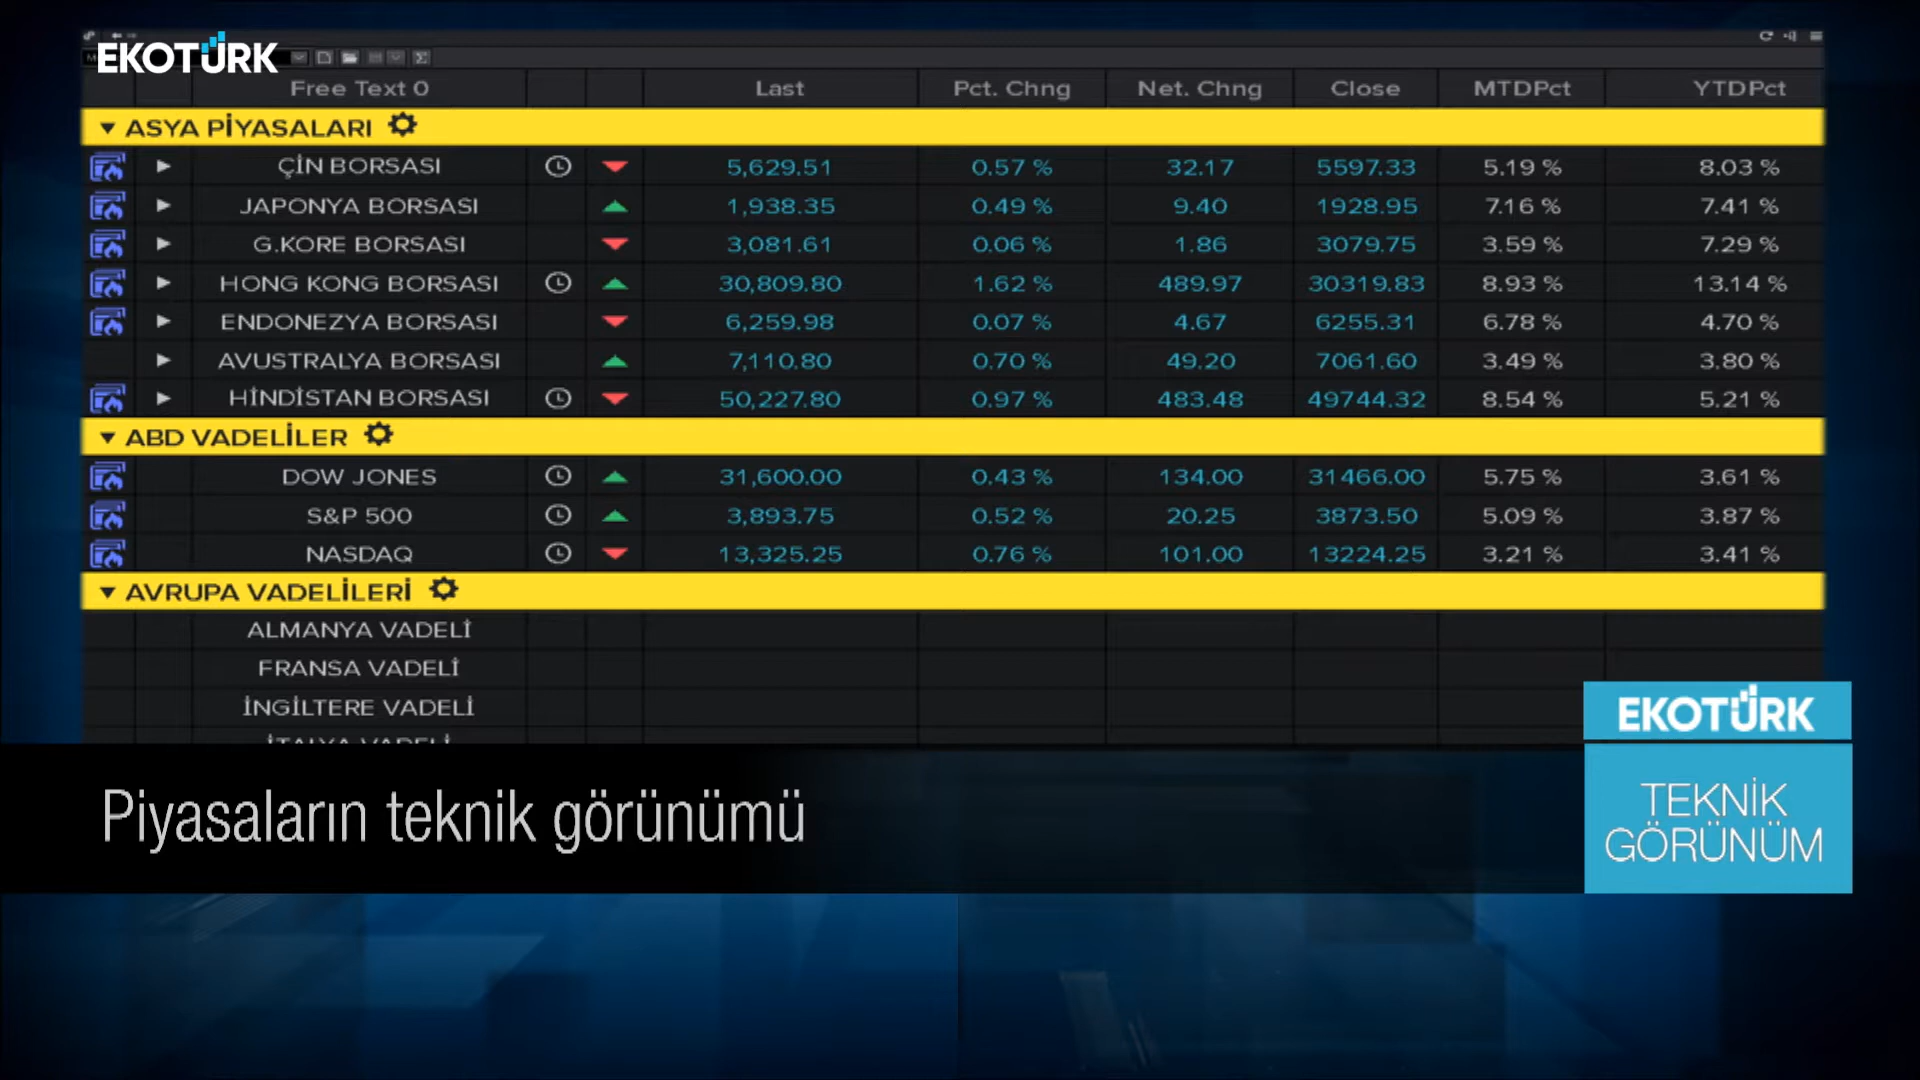 EKOTÜRK
Free Text 0 Last Pct. Chng Net. Chng Close MTDPct YTDPct
ASYA PİYASALARI
ÇİN BORSASI 5,629.51 0.57 % 32.17 5597.33 5.19 % 8.03 %
JAPONYA BORSASI 1,938.35 0.49 % 9.40 1928.95 7.16 % 7.41 %
G.KORE BORSASI 3,081.61 0.06 % 1.86 3079.75 3.59 % 7.29 %
HONG KONG BORSASI 30,809.80 1.62 % 489.97 30319.83 8.93 % 13.14 %
ENDONEZYA BORSASI 6,259.98 0.07 % 4.67 6255.31 6.78 % 4.70 %
AVUSTRALYA BORSASI 7,110.80 0.70 % 49.20 7061.60 3.49 % 3.80 %
HİNDİSTAN BORSASI 50,227.80 0.97 % 483.48 49744.32 8.54 % 5.21 %
ABD VADELİLER
DOW JONES 31,600.00 0.43 % 134.00 31466.00 5.75 % 3.61 %
S&P 500 3,893.75 0.52 % 20.25 3873.50 5.09 % 3.87 %
NASDAQ 13,325.25 0.76 % 101.00 13224.25 3.21 % 3.41 %
AVRUPA VADELİLERİ
ALMANYA VADELİ
FRANSA VADELİ
İNGİLTERE VADELİ
İTALYA VADELİ
EKOTÜRK
Piyasaların teknik görünümü
TEKNİK
GÖRÜNÜM